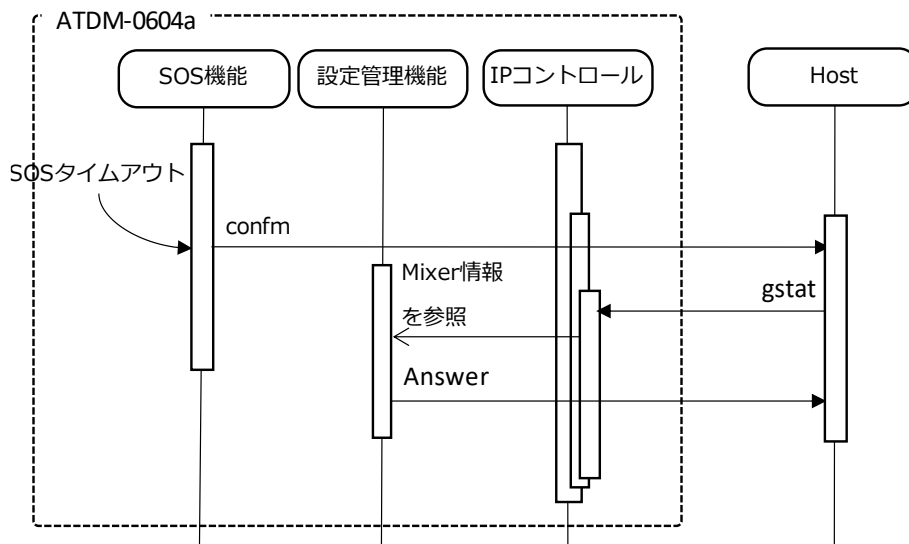 ATDM-0604a
SOS機能
設定管理機能
IPコントロール
Host
SOSタイムアウト
confm
Mixer情報
を参照
gstat
Answer